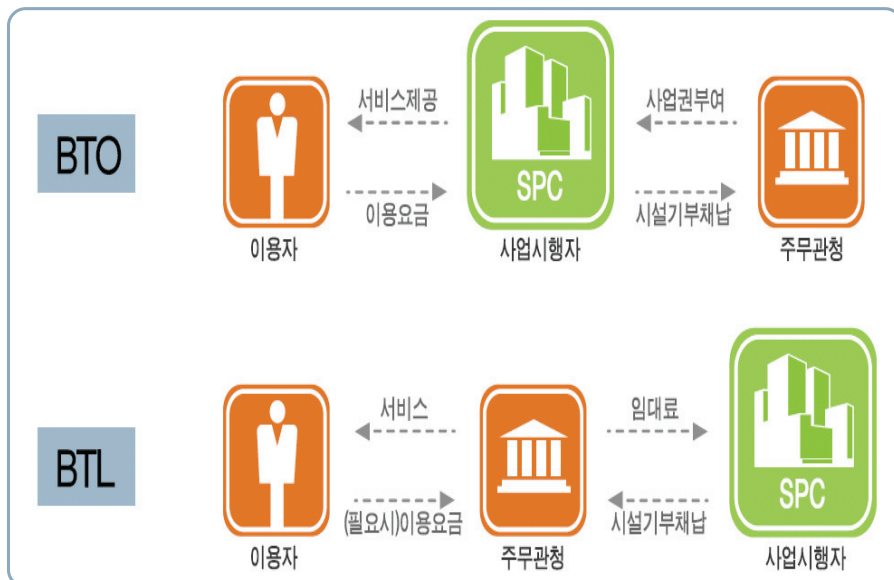 서비스제공
사업권부여
BTO
SPC
이용요금
시설기부채납
이용자
사업시행자
주무관청
서비스
임대료
BTL
SPC
(필요시)이용요금
시설기부채납
이용자
주무관청
사업시행자